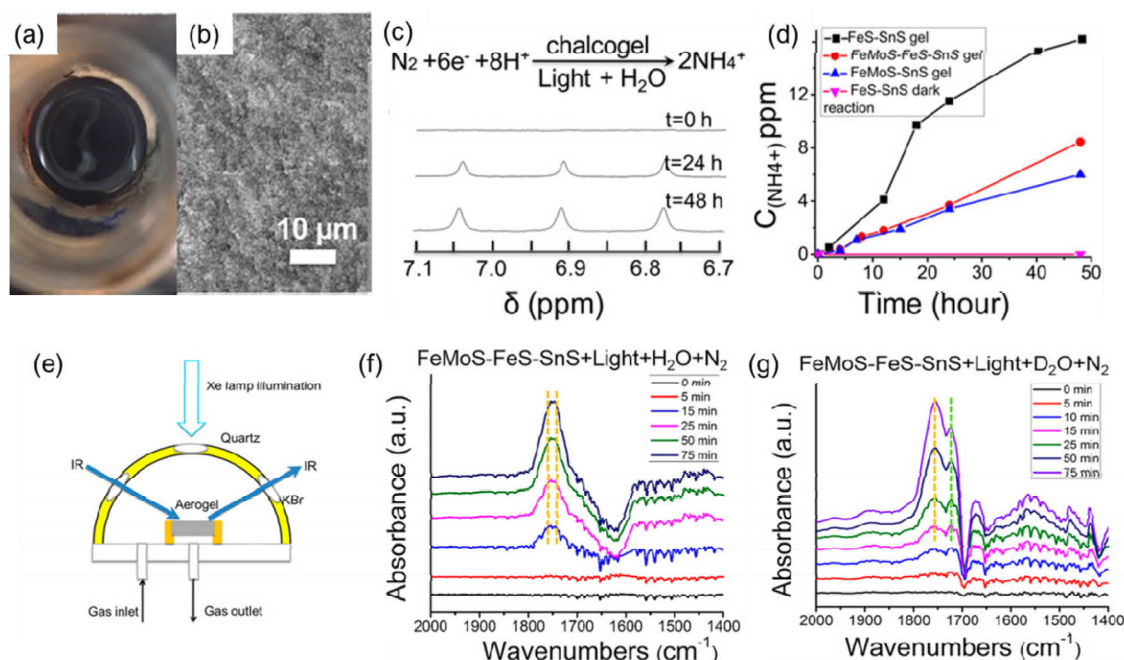 (a)
(b)
10 μm
(c)
N₂ +6e⁻ +8H⁺ chalcogel 2NH₄⁺
Light + H₂O
t=0 h
t=24 h
t=48 h
7.1 7.0 6.9 6.8 6.7
δ (ppm)
(d)
FeS-SnS gel
FeMoS-FeS-SnS gel
FeMoS-SnS gel
FeS-SnS dark
reaction
C(NH4+) ppm
12
8
4
0
0 10 20 30 40 50
Time (hour)
(e)
Xe lamp illumination
Quartz
IR
IR
KBr
Aerogel
Gas inlet
Gas outlet
(f)
FeMoS-FeS-SnS+Light+H₂O+N₂
0 min
5 min
15 min
25 min
50 min
75 min
Absorbance (a.u.)
2000 1900 1800 1700 1600 1500 1400
Wavenumbers (cm⁻¹)
(g)
FeMoS-FeS-SnS+Light+D₂O+N₂
0 min
5 min
10 min
15 min
25 min
50 min
75 min
Absorbance (a.u.)
2000 1900 1800 1700 1600 1500 1400
Wavenumbers (cm⁻¹)